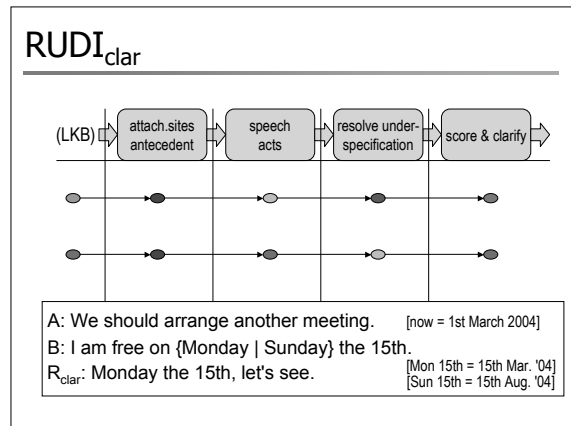 RUDIclar
(LKB)
attach.sites
antecedent
speech
acts
resolve under-
specification
score & clarify
A: We should arrange another meeting. [now = 1st March 2004]
B: I am free on {Monday | Sunday} the 15th.
Rclar: Monday the 15th, let's see.
[Mon 15th = 15th Mar. '04]
[Sun 15th = 15th Aug. '04]